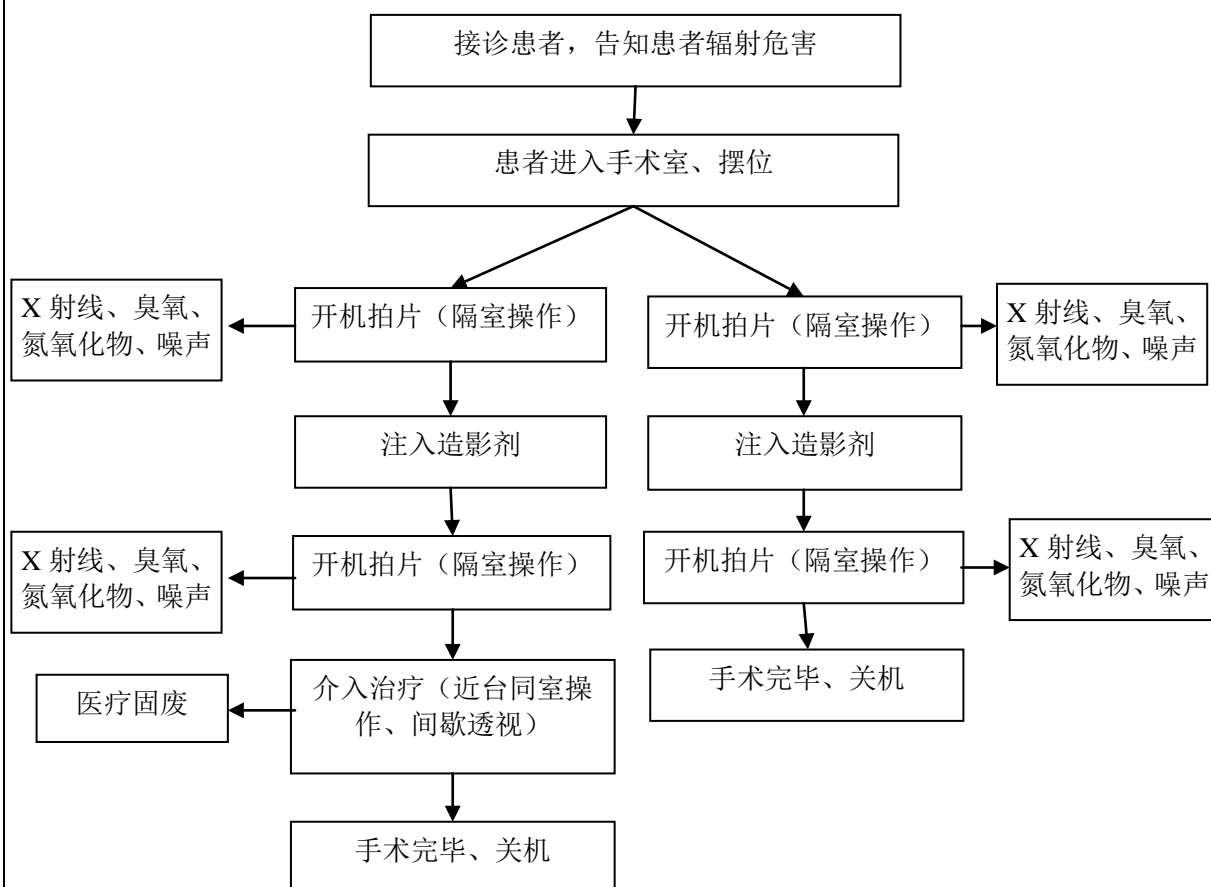 接诊患者，告知患者辐射危害
患者进入手术室、摆位
X 射线、臭氧、
氮氧化物、噪声
开机拍片（隔室操作）
开机拍片（隔室操作）
X 射线、臭氧、
氮氧化物、噪声
注入造影剂
注入造影剂
X 射线、臭氧、
氮氧化物、噪声
开机拍片（隔室操作）
开机拍片（隔室操作）
X 射线、臭氧、
氮氧化物、噪声
医疗固废
介入治疗（近台同室操
作、间歇透视）
手术完毕、关机
手术完毕、关机